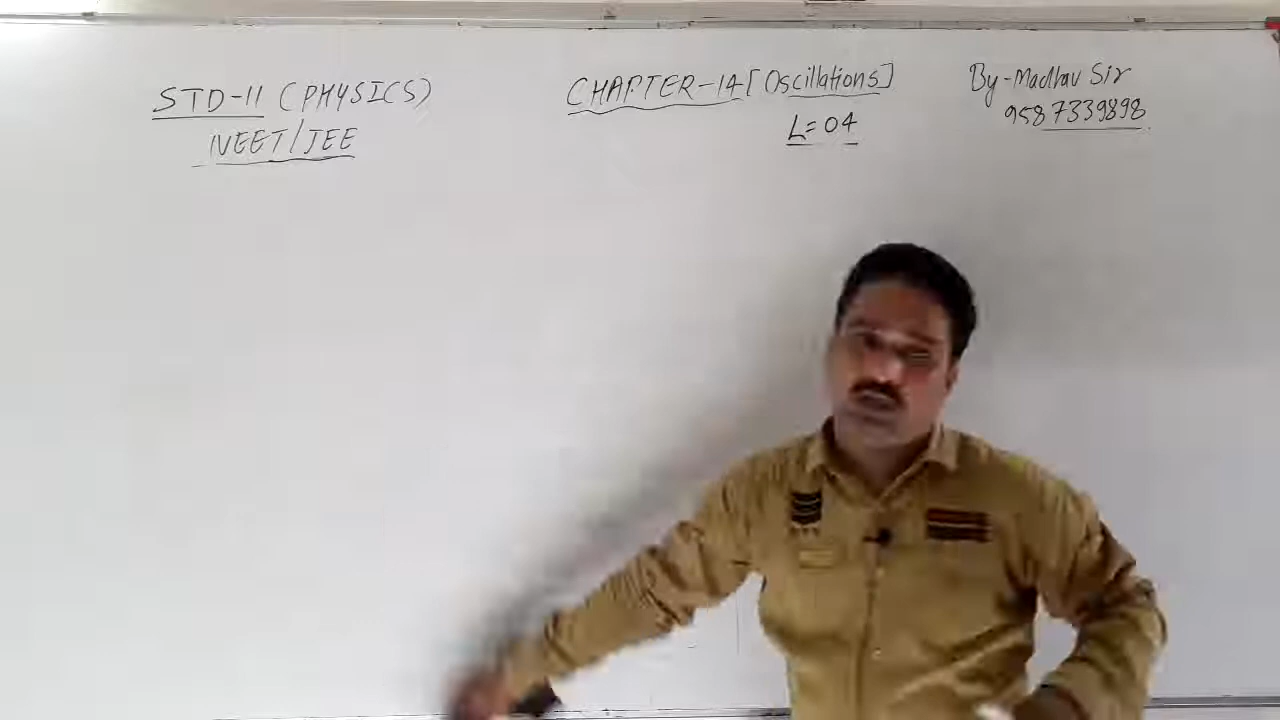 STD-11 (PHYSICS)
NEET/JEE
CHAPTER-14 [Oscillations]
L=04
By-Madhav Sir
9587339898